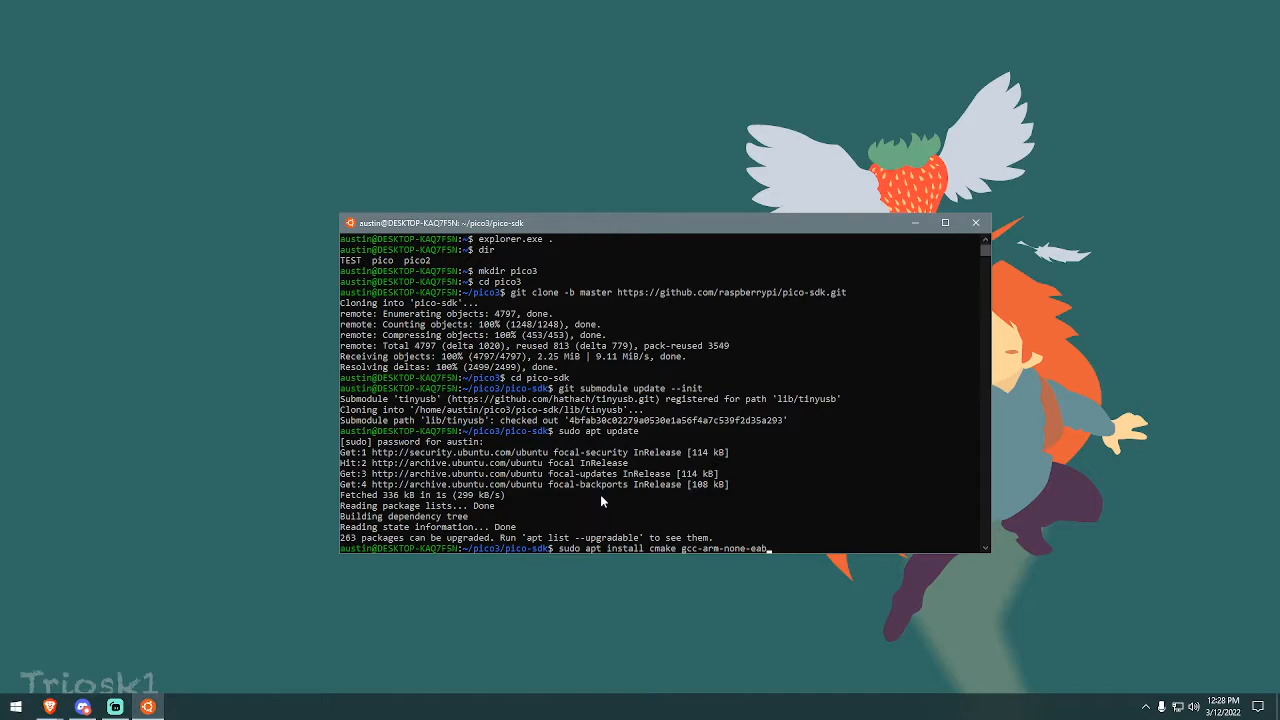 austin@DESKTOP-KAQ7F5N: ~/pico3/pico-sdk
austin@DESKTOP-KAQ7F5N:~$ explorer.exe .
austin@DESKTOP-KAQ7F5N:~$ dir
TEST  pico  pico2
austin@DESKTOP-KAQ7F5N:~$ mkdir pico3
austin@DESKTOP-KAQ7F5N:~$ cd pico3
austin@DESKTOP-KAQ7F5N:~/pico3$ git clone -b master https://github.com/raspberrypi/pico-sdk.git
Cloning into 'pico-sdk'...
remote: Enumerating objects: 4797, done.
remote: Counting objects: 100% (1248/1248), done.
remote: Compressing objects: 100% (453/453), done.
remote: Total 4797 (delta 1020), reused 813 (delta 779), pack-reused 3549
Receiving objects: 100% (4797/4797), 2.25 MiB | 9.11 MiB/s, done.
Resolving deltas: 100% (2499/2499), done.
austin@DESKTOP-KAQ7F5N:~/pico3$ cd pico-sdk
austin@DESKTOP-KAQ7F5N:~/pico3/pico-sdk$ git submodule update --init
Submodule 'tinyusb' (https://github.com/hathach/tinyusb.git) registered for path 'lib/tinyusb'
Cloning into '/home/austin/pico3/pico-sdk/lib/tinyusb'...
Submodule path 'lib/tinyusb': checked out '4bfab30c02279a0530e1a56f4a7c539f2d35a293'
austin@DESKTOP-KAQ7F5N:~/pico3/pico-sdk$ sudo apt update
[sudo] password for austin:
Get:1 http://security.ubuntu.com/ubuntu focal-security InRelease [114 kB]
Hit:2 http://archive.ubuntu.com/ubuntu focal InRelease
Get:3 http://archive.ubuntu.com/ubuntu focal-updates InRelease [114 kB]
Get:4 http://archive.ubuntu.com/ubuntu focal-backports InRelease [108 kB]
Fetched 336 kB in 1s (299 kB/s)
Reading package lists... Done
Building dependency tree
Reading state information... Done
263 packages can be upgraded. Run 'apt list --upgradable' to see them.
austin@DESKTOP-KAQ7F5N:~/pico3/pico-sdk$ sudo apt install cmake gcc-arm-none-eab
Triosk1
12:28 PM
3/12/2022